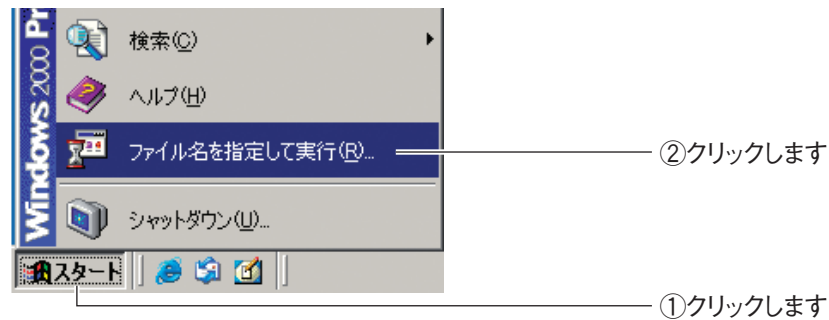 Windows 2000 Pr
検索(C)
ヘルプ(H)
ファイル名を指定して実行(R)...
②クリックします
シャットダウン(U)...
スタート
①クリックします